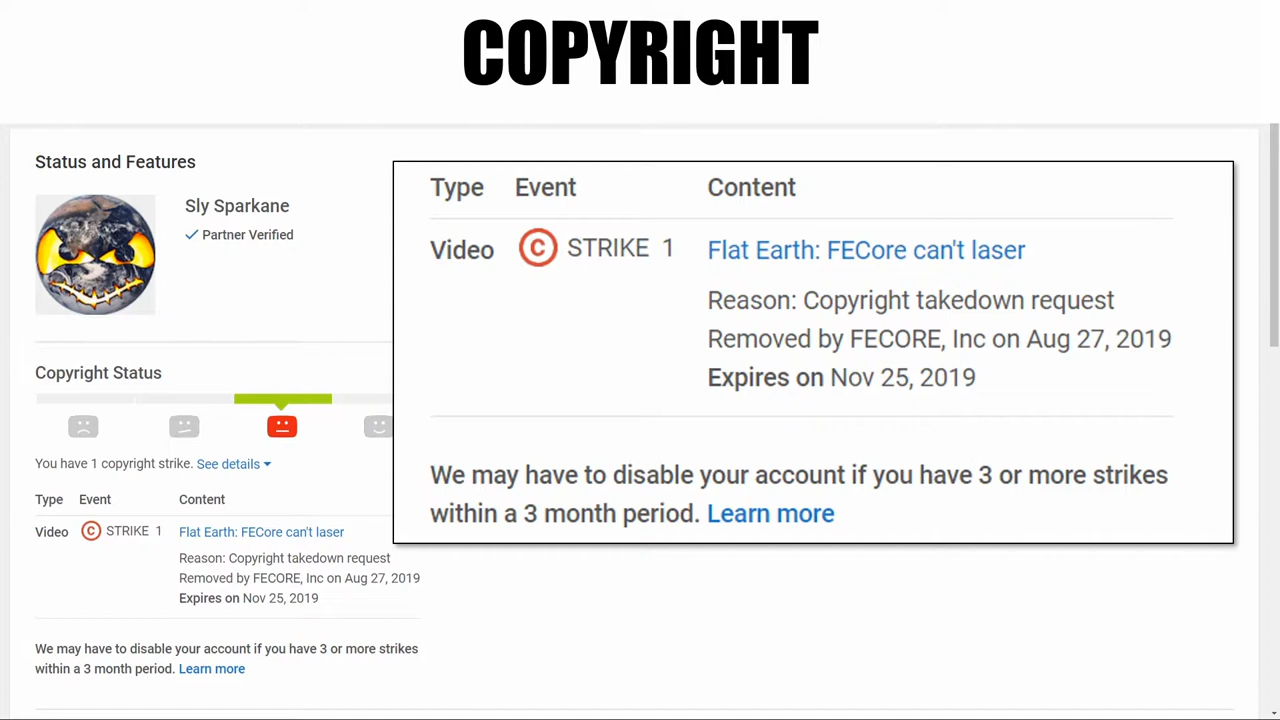 COPYRIGHT
Status and Features
Sly Sparkane
Partner Verified
Copyright Status
You have 1 copyright strike. See details
Type Event Content
Video C STRIKE 1 Flat Earth: FECore can't laser
Reason: Copyright takedown request
Removed by FECORE, Inc on Aug 27, 2019
Expires on Nov 25, 2019
We may have to disable your account if you have 3 or more strikes
within a 3 month period. Learn more
Type Event Content
Video C STRIKE 1 Flat Earth: FECore can't laser
Reason: Copyright takedown request
Removed by FECORE, Inc on Aug 27, 2019
Expires on Nov 25, 2019
We may have to disable your account if you have 3 or more strikes
within a 3 month period. Learn more